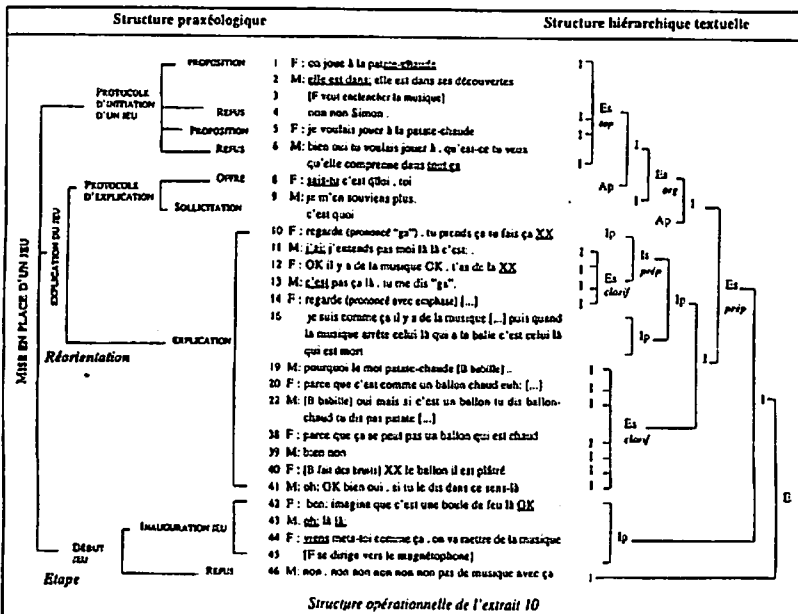 Structure praxéologique Structure hiérarchique textuelle
MISE EN PLACE D'UN JEU
EXPLICATION DU JEU
Réorientation
Etape
PROTOCOLE D'INITIATION D'UN JEU
PROTOCOLE D'EXPLICATION
EXPLICATION
DÉBUT JEU
INAUGURATION JEU
PROPOSITION 1 F : on joue à la patate-chaude
2 M: elle est dans: elle est dans ses découvertes
3 [F veut enclencher la musique]
REFUS 4 non non Simon .
PROPOSITION 5 F : je voulais jouer à la patate-chaude
REFUS 6 M: bien oui tu voulais jouer à , qu'est-ce tu veux
qu'elle comprenne dans tout ça
OFFRE 8 F : sais-tu c'est quoi , toi
SOLLICITATION 9 M: je m'en souviens plus.
c'est quoi
10 F : regarde (prononcé "ga") , tu prends ça tu fais ça XX
11 M: j'ai: j'entends pas moi là là c'est: .
12 F : OK il y a de la musique OK , t'as de la XX
13 M: c'est pas ça là , tu me dis "ga".
14 F : regarde (prononcé avec emphase) [...]
15 je suis comme ça il y a de la musique [...] puis quand
la musique arrête celui là qui a la balle c'est celui là
qui est mort
19 M: pourquoi le mot patate-chaude [B babille] ..
20 F : parce que c'est comme un ballon chaud euh: [...]
22 M: [B babille] oui mais si c'est un ballon tu dis ballon-
chaud tu dis pas patate [...]
38 F : parce que ça se peut pas un ballon qui est chaud
39 M: bien non
40 F : [B fait des bruits] XX le ballon il est plâtré
41 M: oh: OK bien oui . si tu le dis dans ce sens-là
42 F : ben: imagine que c'est une boule de feu là OK
43 M. oh: là là:
44 F : viens mets-toi comme ça , on va mettre de la musique
45 [F se dirige vers le magnétophone]
REFUS 46 M: non , non non non non non pas de musique avec ça
I
I
I
I
Es
Ap
I
I
Es
arg
Ap
I
Ip
Is
prép
I
I
I
I
Es
clarif
Ip
Ip
Es
prép
I
I
I
I
I
I
I
I
Es
clarif
I
Ip
I
E
Structure opérationnelle de l'extrait 10